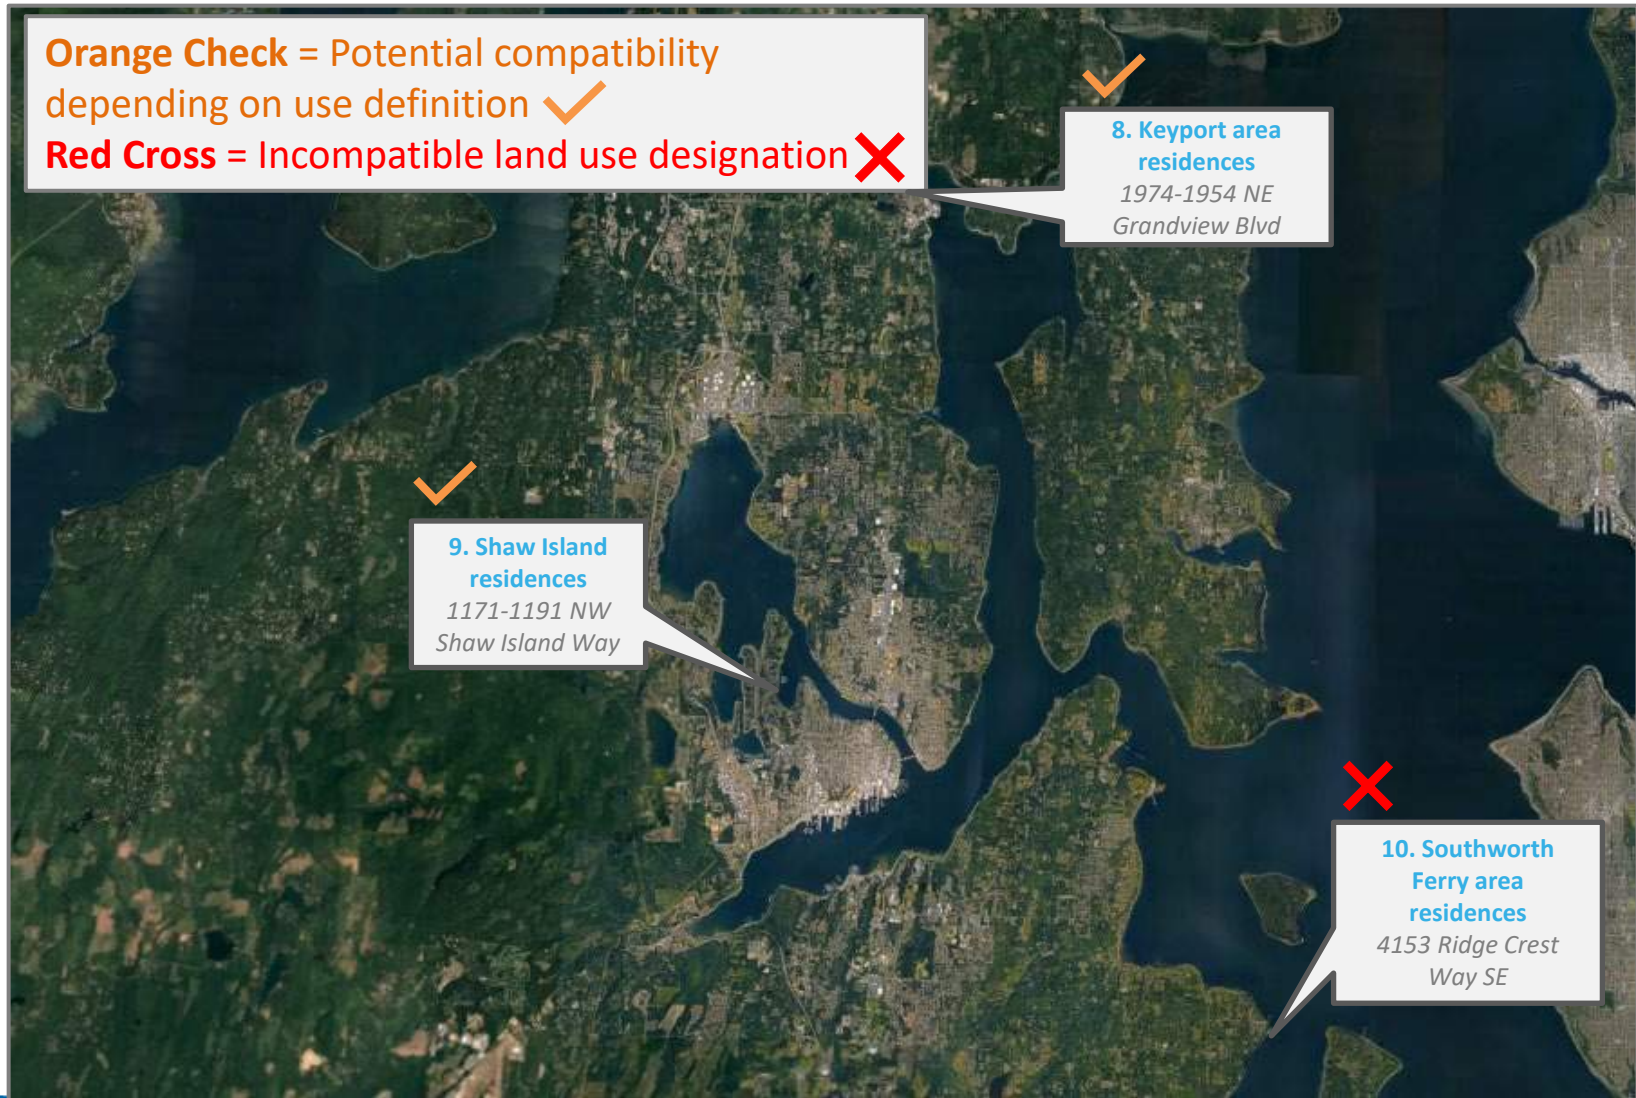 Orange Check = Potential compatibility
depending on use definition
Red Cross = Incompatible land use designation
8. Keyport area
residences
1974-1954 NE
Grandview Blvd
9. Shaw Island
residences
1171-1191 NW
Shaw Island Way
10. Southworth
Ferry area
residences
4153 Ridge Crest
Way SE